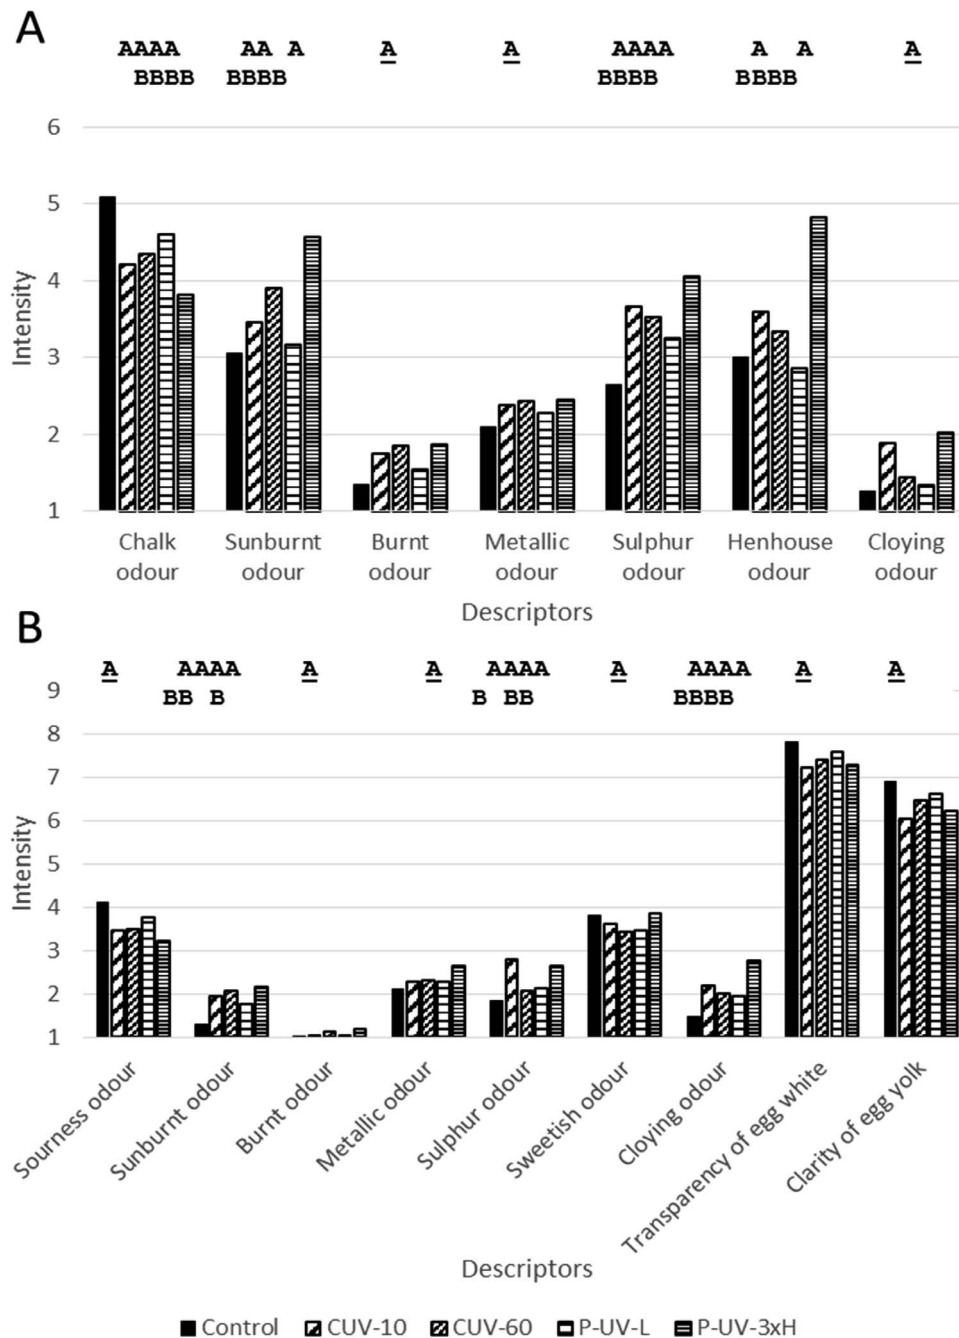 A
AAAA AA A A A AAAA A A A
BBBB BBBB BBBB BBBB
6
5
4
3
2
1
Intensity
Chalk odour Sunburnt odour Burnt odour Metallic odour Sulphur odour Henhouse odour Cloying odour
Descriptors
B
A AAAA A A AAAA A AAAA A A
BB B B BB BBBB
9
8
7
6
5
4
3
2
1
Intensity
Sourness odour
Sunburnt odour
Burnt odour
Metallic odour
Sulphur odour
Sweetish odour
Cloying odour
Transparency of egg white
Clarity of egg yolk
Descriptors
Control CUV-10 CUV-60 P-UV-L P-UV-3xH